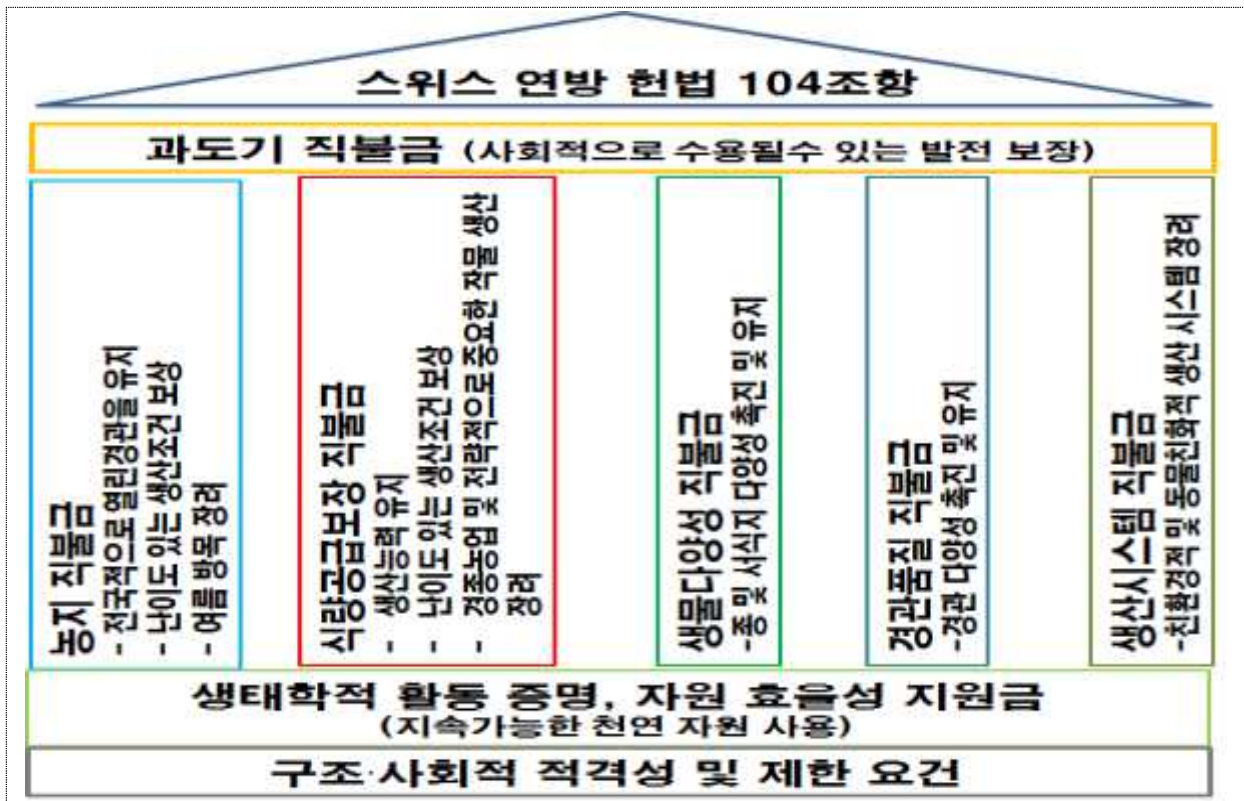 스위스 연방 헌법 104조항
과도기 직불금 (사회적으로 수용될수 있는 발전 보장)
농지 직불금
- 전국적으로 열린경관을 유지
- 난이도 있는 생산조건 보상
- 여름 방목 장려
식량공급보장 직불금
- 생산능력 유지
- 난이도 있는 생산조건 보상
- 경종농업 및 전략적으로중요한 작물 생산
장려
생물다양성 직불금
-종 및 서식지 다양성 촉진 및 유지
경관품질 직불금
-경관 다양성 촉진 및 유지
생산시스템 직불금
-친환경적 및 동물친화적 생산 시스템 장려
생태학적 활동 증명, 자원 효율성 지원금
(지속가능한 천연 자원 사용)
구조·사회적 적격성 및 제한 요건